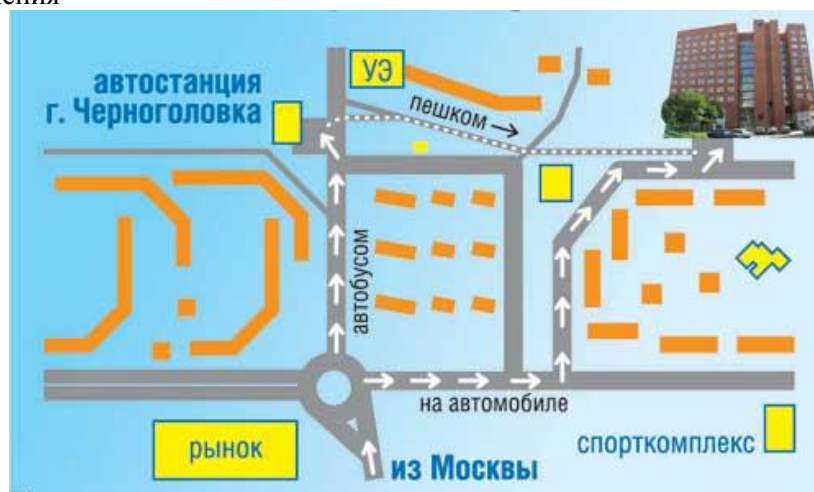 УЭ
автостанция
г. Черноголовка
пешком
автобусом
на автомобиле
рынок
из Москвы
спорткомплекс